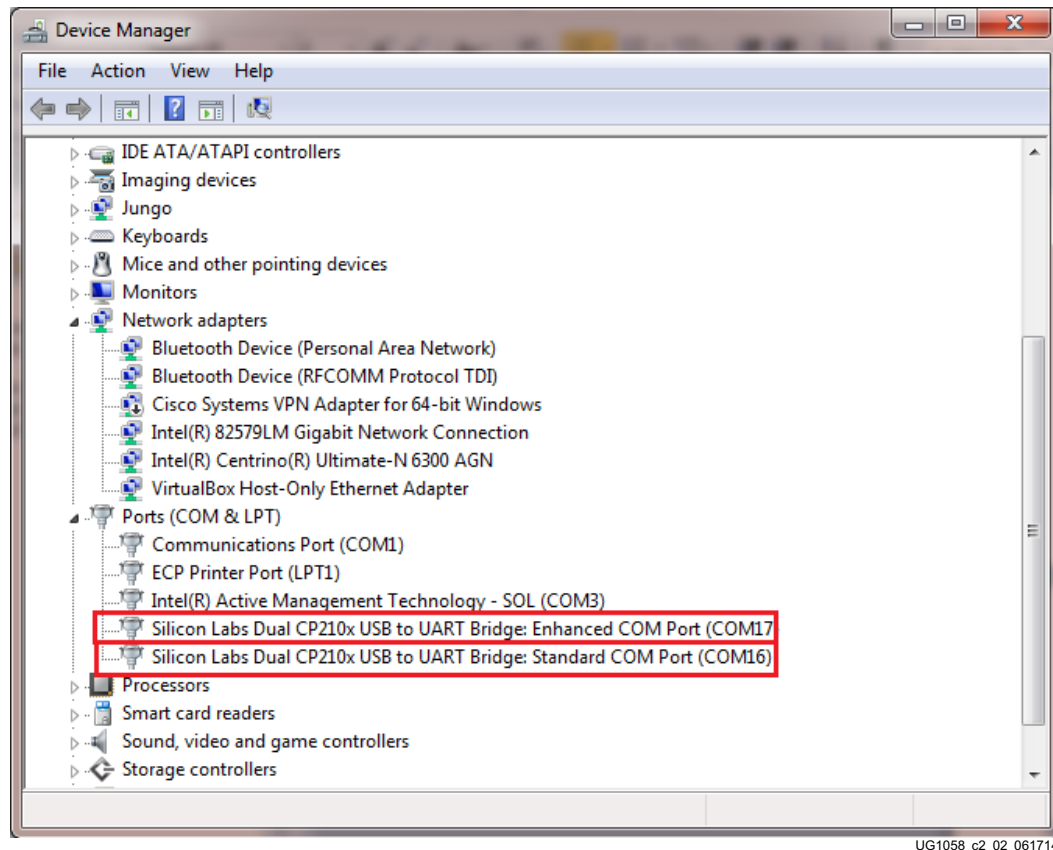 Device Manager
File Action View Help
IDE ATA/ATAPI controllers
Imaging devices
Jungo
Keyboards
Mice and other pointing devices
Monitors
Network adapters
Bluetooth Device (Personal Area Network)
Bluetooth Device (RFCOMM Protocol TDI)
Cisco Systems VPN Adapter for 64-bit Windows
Intel(R) 82579LM Gigabit Network Connection
Intel(R) Centrino(R) Ultimate-N 6300 AGN
VirtualBox Host-Only Ethernet Adapter
Ports (COM & LPT)
Communications Port (COM1)
ECP Printer Port (LPT1)
Intel(R) Active Management Technology - SOL (COM3)
Silicon Labs Dual CP210x USB to UART Bridge: Enhanced COM Port (COM17
Silicon Labs Dual CP210x USB to UART Bridge: Standard COM Port (COM16)
Processors
Smart card readers
Sound, video and game controllers
Storage controllers
UG1058_c2_02_061714